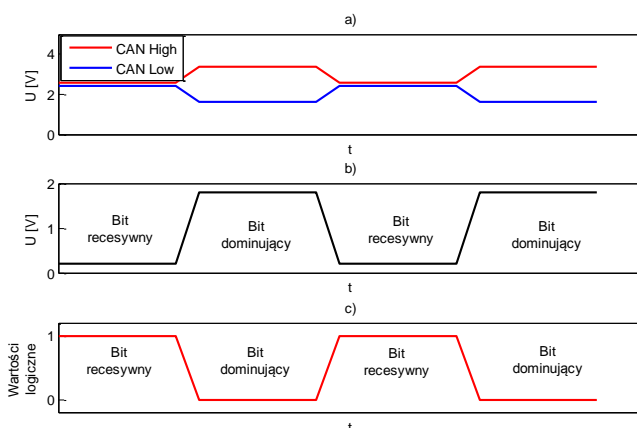 a)
CAN High
CAN Low
4
2
0
U [V]
t
b)
2
1
0
U [V]
Bit
recesywny
Bit
dominujący
Bit
recesywny
Bit
dominujący
t
c)
1
0
Wartości
logiczne
Bit
recesywny
Bit
dominujący
Bit
recesywny
Bit
dominujący
t